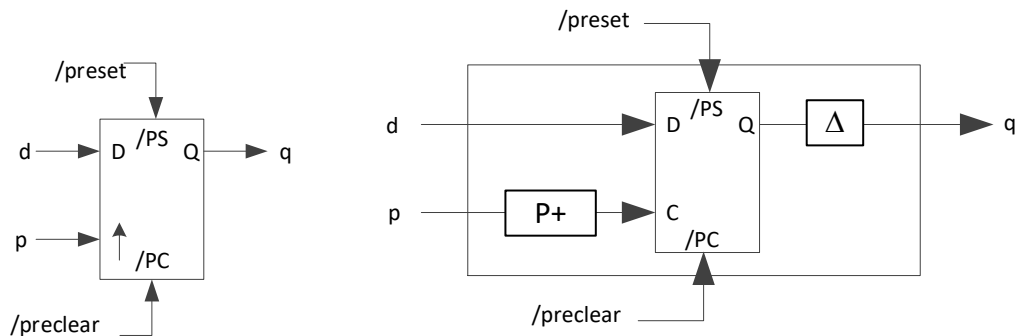 /preset
/PS
d
D
Q
q
p
/PC
/preclear
/preset
/PS
d
D
Q
Δ
q
p
P+
C
/PC
/preclear